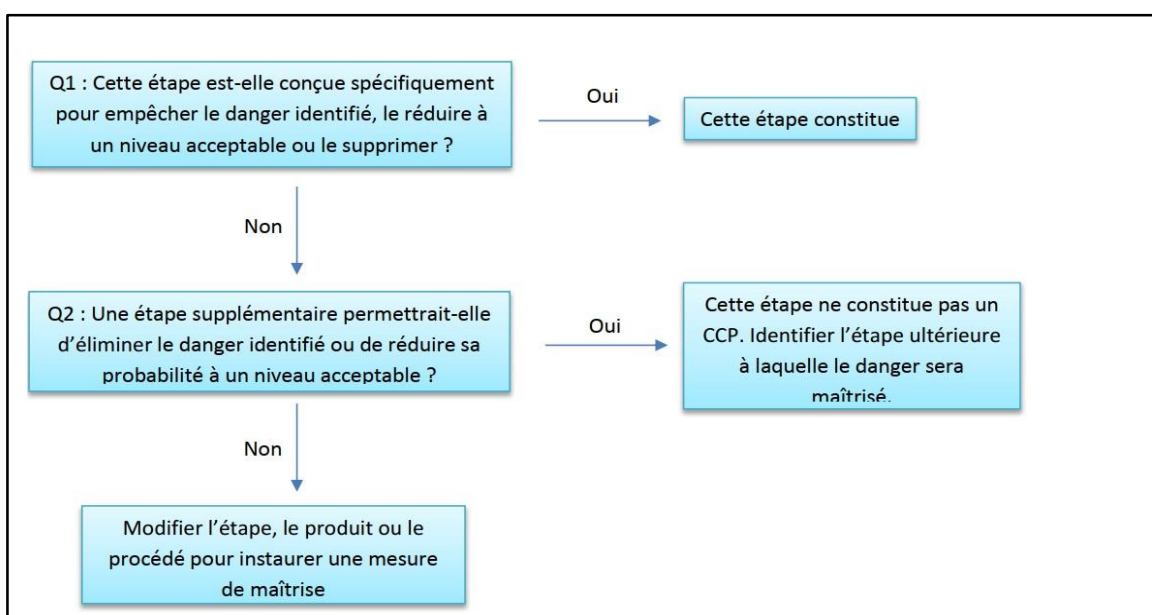 Q1 : Cette étape est-elle conçue spécifiquement
pour empêcher le danger identifié, le réduire à
un niveau acceptable ou le supprimer ?
Oui
Cette étape constitue
Non
Q2 : Une étape supplémentaire permettrait-elle
d’éliminer le danger identifié ou de réduire sa
probabilité à un niveau acceptable ?
Oui
Cette étape ne constitue pas un
CCP. Identifier l’étape ultérieure
à laquelle le danger sera
maîtrisé.
Non
Modifier l’étape, le produit ou le
procédé pour instaurer une mesure
de maîtrise